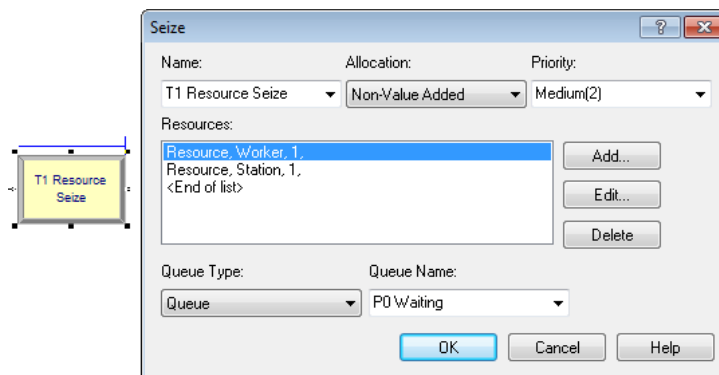 Seize
Name: Allocation: Priority:
T1 Resource Seize Non-Value Added Medium(2)
Resources:
Resource, Worker, 1,
Resource, Station, 1,
<End of list>
Add...
Edit...
Delete
T1 Resource
Seize
Queue Type: Queue Name:
Queue P0 Waiting
OK Cancel Help